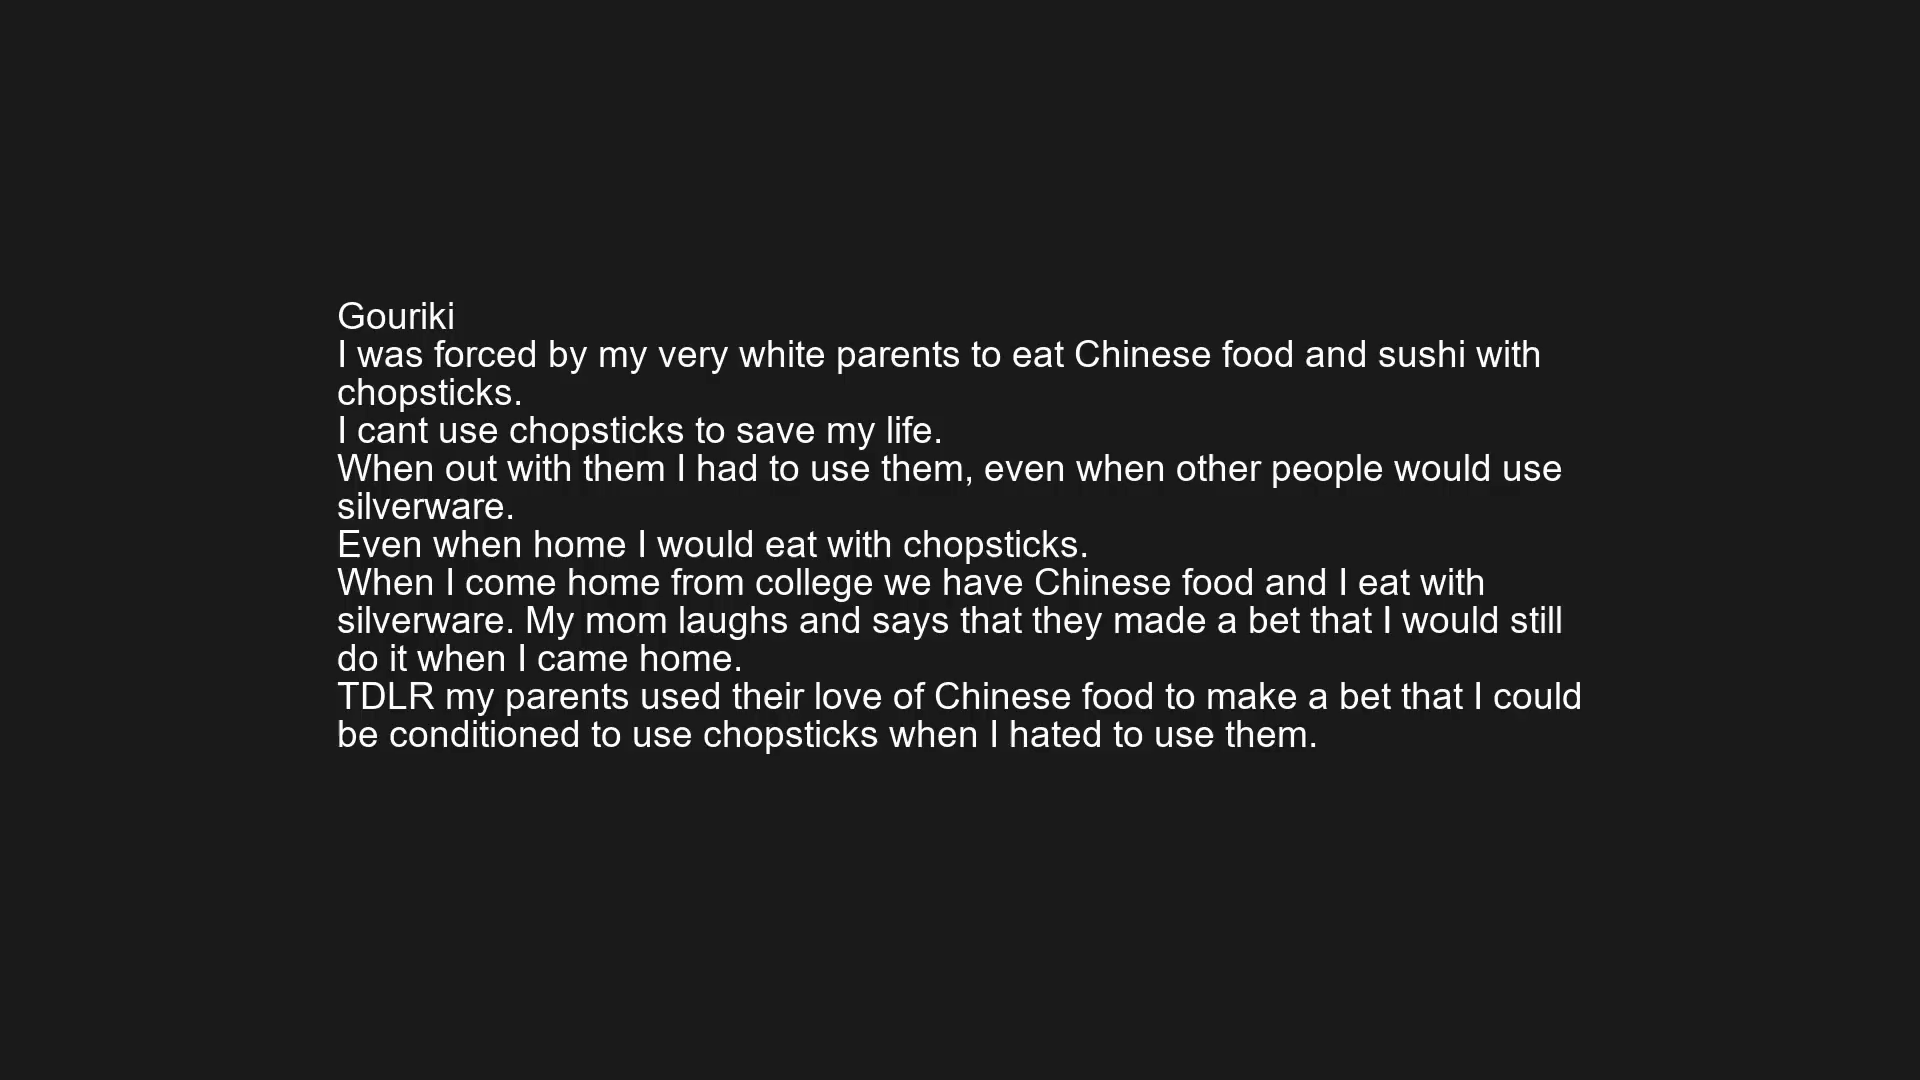 Gouriki
I was forced by my very white parents to eat Chinese food and sushi with
chopsticks.
I cant use chopsticks to save my life.
When out with them I had to use them, even when other people would use
silverware.
Even when home I would eat with chopsticks.
When I come home from college we have Chinese food and I eat with
silverware. My mom laughs and says that they made a bet that I would still
do it when I came home.
TDLR my parents used their love of Chinese food to make a bet that I could
be conditioned to use chopsticks when I hated to use them.